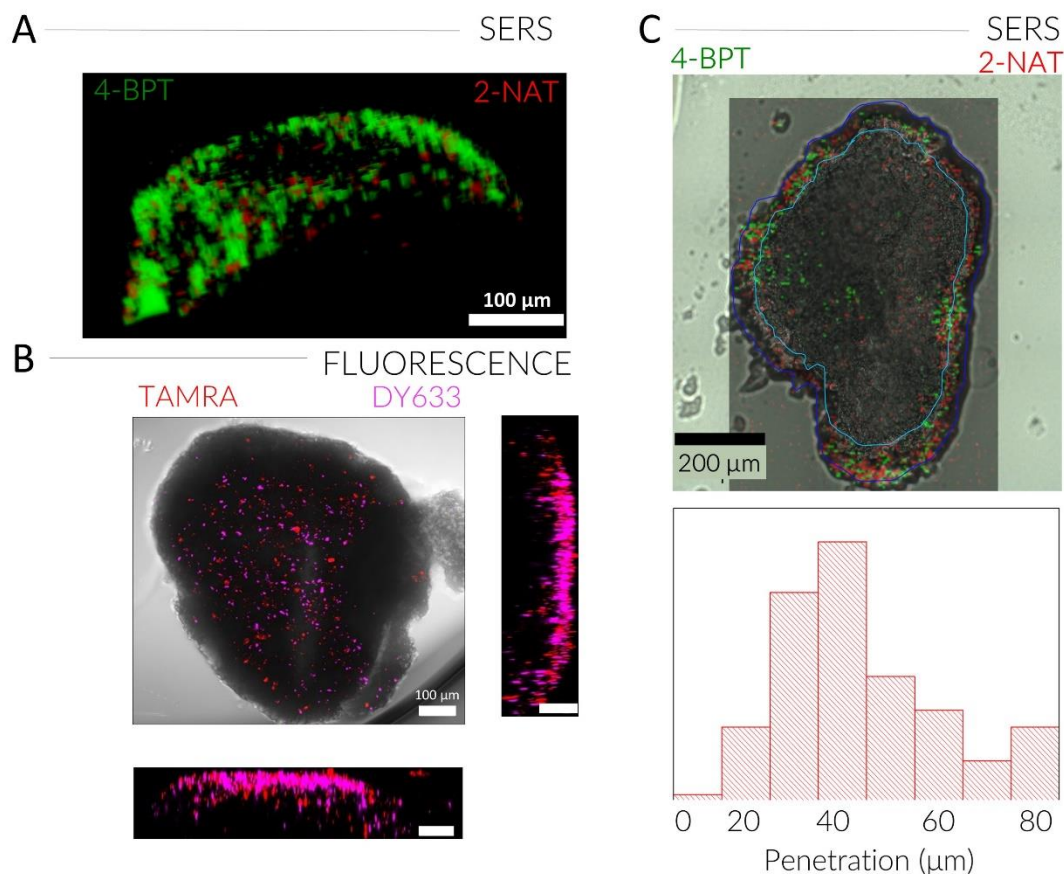 A
SERS
4-BPT
2-NAT
100 µm
B
FLUORESCENCE
TAMRA
DY633
100 µm
C
SERS
4-BPT
2-NAT
200 µm
0 20 40 60 80
Penetration (µm)